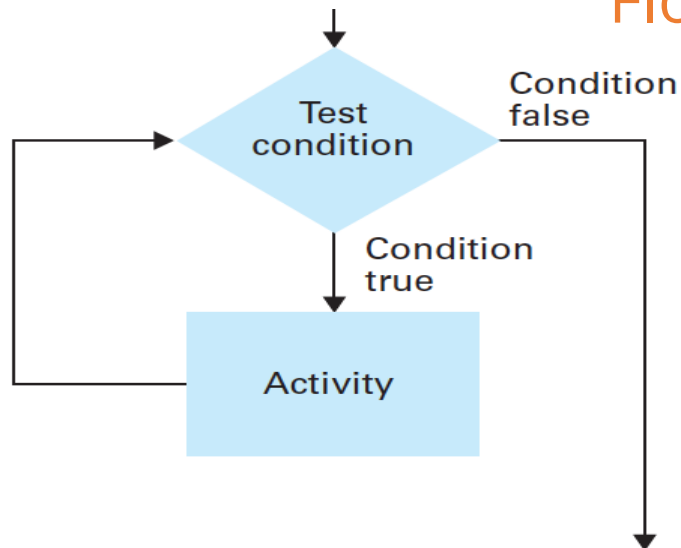 Test
condition
Condition
false
Condition
true
Activity